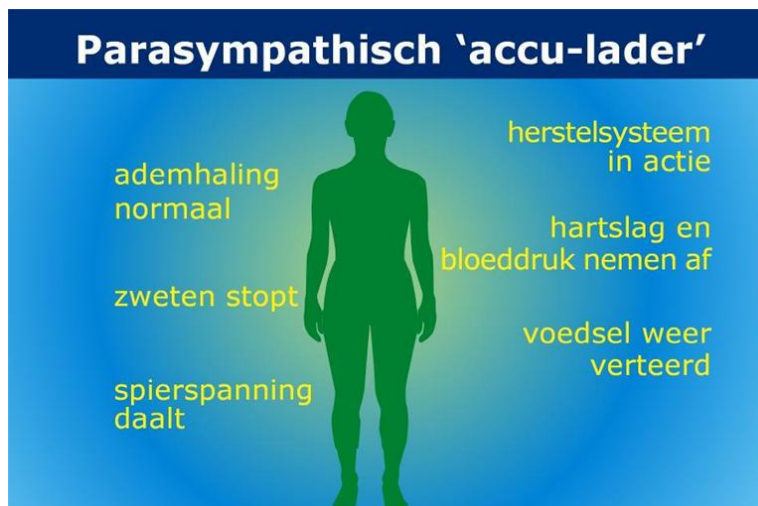 Parasympathisch ‘accu-lader’
ademhaling
normaal
zweten stopt
spierspanning
daalt
herstelsysteem
in actie
hartslag en
bloeddruk nemen af
voedsel weer
verteerd